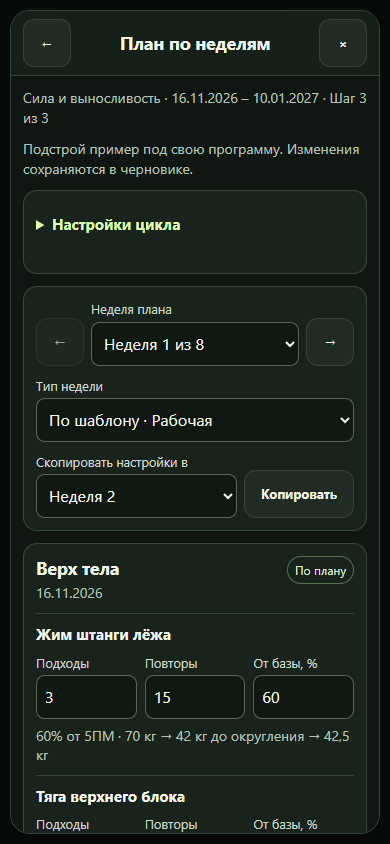 ←
План по неделям
×
Сила и выносливость · 16.11.2026 – 10.01.2027 · Шаг 3
из 3
Подстрой пример под свою программу. Изменения
сохраняются в черновике.
▶ Настройки цикла
Неделя плана
←
Неделя 1 из 8
→
Тип недели
По шаблону · Рабочая
Скопировать настройки в
Неделя 2
Копировать
Верх тела
По плану
16.11.2026
Жим штанги лёжа
Подходы Повторы От базы, %
3 15 60
60% от 5ПМ · 70 кг → 42 кг до округления → 42,5
кг
Тяга верхнего блока
Подходы Повторы От базы, %